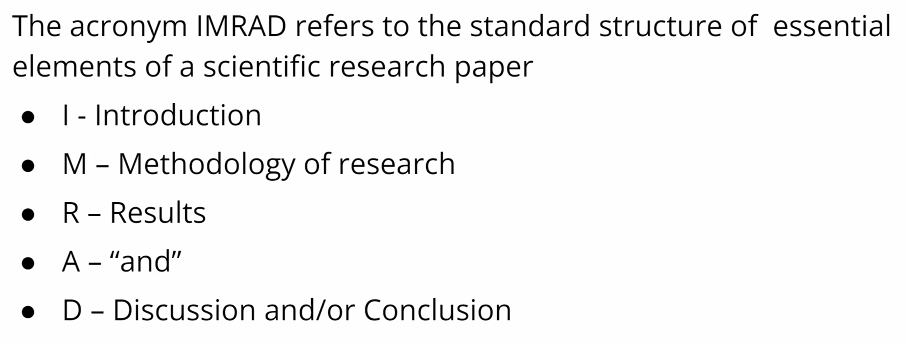 The acronym IMRAD refers to the standard structure of  essential
elements of a scientific research paper
● I - Introduction
● M – Methodology of research
● R – Results
● A – “and”
● D – Discussion and/or Conclusion